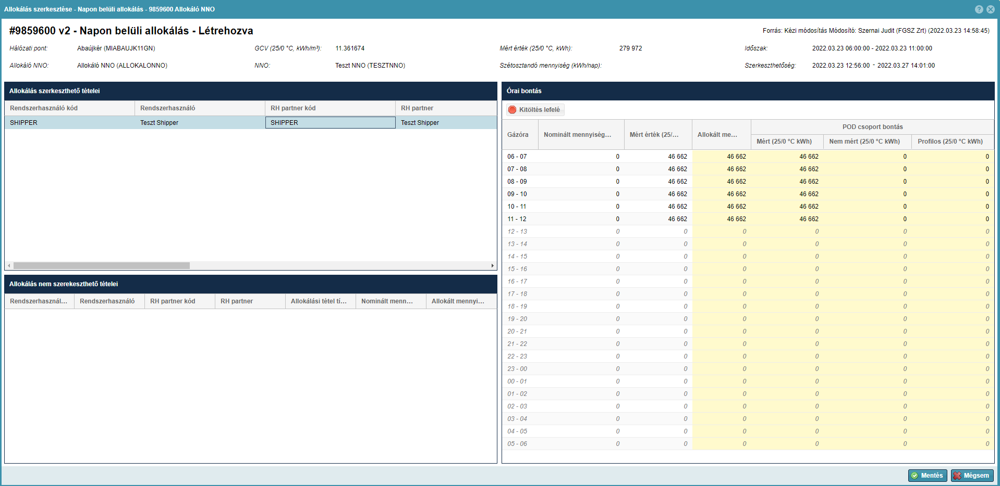 Allokálás szerkesztése - Napon belüli allokálás - 9859600 Allokáló NNO
#9859600 v2 - Napon belüli allokálás - Létrehozva
Forrás: Kézi módosítás Módosító: Szernai Judit (FGSZ Zrt) (2022.03.23 14:58:45)
Hálózati pont: Abaújkér (MIABAUJK11GN) GCV (25/0 °C, kWh/m³): 11.361674 Mért érték (25/0 °C, kWh): 279 972 Időszak: 2022.03.23 06:00:00 - 2022.03.23 11:00:00
Allokáló NNO: Allokáló NNO (ALLOKALONNO) NNO: Teszt NNO (TESZTNNO) Szétosztandó mennyiség (kWh/nap): Szerkeszthetőség: 2022.03.23 12:56:00 - 2022.03.27 14:01:00
Allokálás szerkeszthető tételei
Rendszerhasználó kód Rendszerhasználó RH partner kód RH partner
SHIPPER Teszt Shipper SHIPPER Teszt Shipper
Allokálás nem szerekeszthető tételei
Rendszerhasznál... Rendszerhasználó RH partner kód RH partner Allokálási tétel tí... Nominált menn... Allokált mennyi...
Órai bontás
Kitöltés lefelé
Gázóra Nominált mennyiség... Mért érték (25/... Allokált me... POD csoport bontás
Mért (25/0 °C kWh) Nem mért (25/0 °C kWh) Profilos (25/0 °C kWh)
06 - 07 0 46 662 46 662 46 662 0 0
07 - 08 0 46 662 46 662 46 662 0 0
08 - 09 0 46 662 46 662 46 662 0 0
09 - 10 0 46 662 46 662 46 662 0 0
10 - 11 0 46 662 46 662 46 662 0 0
11 - 12 0 46 662 46 662 46 662 0 0
12 - 13 0 0 0 0 0 0
13 - 14 0 0 0 0 0 0
14 - 15 0 0 0 0 0 0
15 - 16 0 0 0 0 0 0
16 - 17 0 0 0 0 0 0
17 - 18 0 0 0 0 0 0
18 - 19 0 0 0 0 0 0
19 - 20 0 0 0 0 0 0
20 - 21 0 0 0 0 0 0
21 - 22 0 0 0 0 0 0
22 - 23 0 0 0 0 0 0
23 - 00 0 0 0 0 0 0
00 - 01 0 0 0 0 0 0
01 - 02 0 0 0 0 0 0
02 - 03 0 0 0 0 0 0
03 - 04 0 0 0 0 0 0
04 - 05 0 0 0 0 0 0
05 - 06 0 0 0 0 0 0
Mentés Mégsem